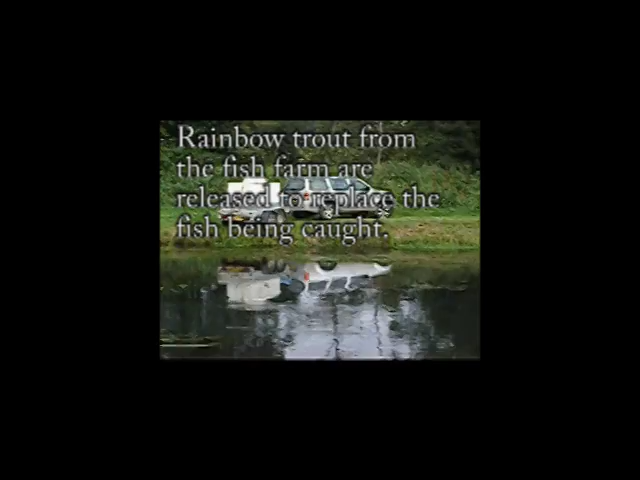 Rainbow trout from
the fish farm are
released to replace the
fish being caught.